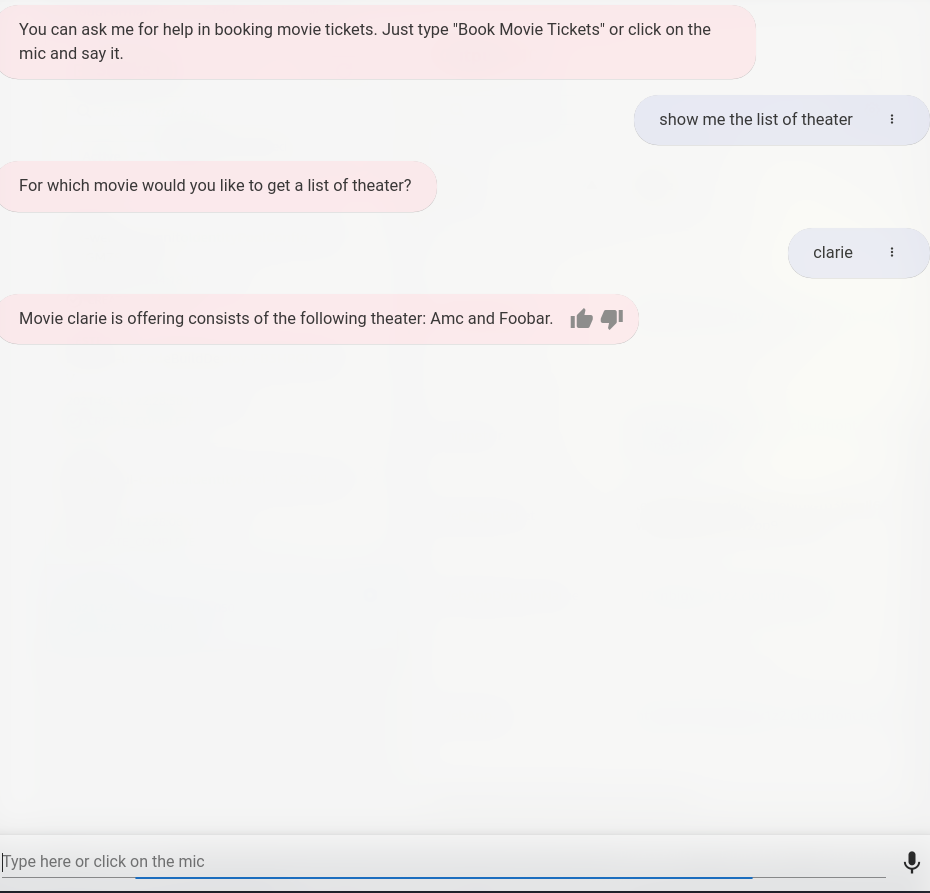 You can ask me for help in booking movie tickets. Just type "Book Movie Tickets" or click on the
mic and say it.
show me the list of theater
For which movie would you like to get a list of theater?
clarie
Movie clarie is offering consists of the following theater: Amc and Foobar.
Type here or click on the mic